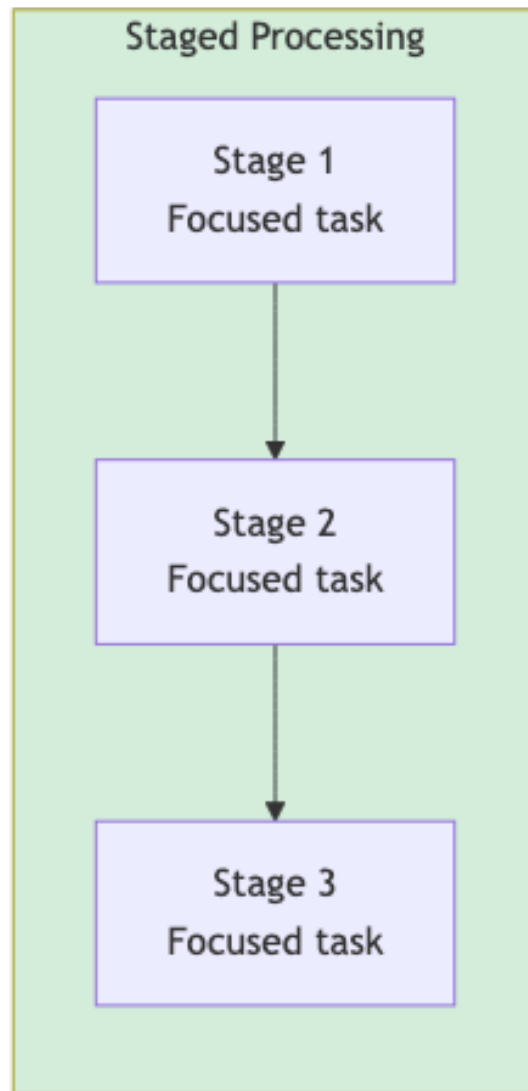 Staged Processing
Stage 1
Focused task
Stage 2
Focused task
Stage 3
Focused task